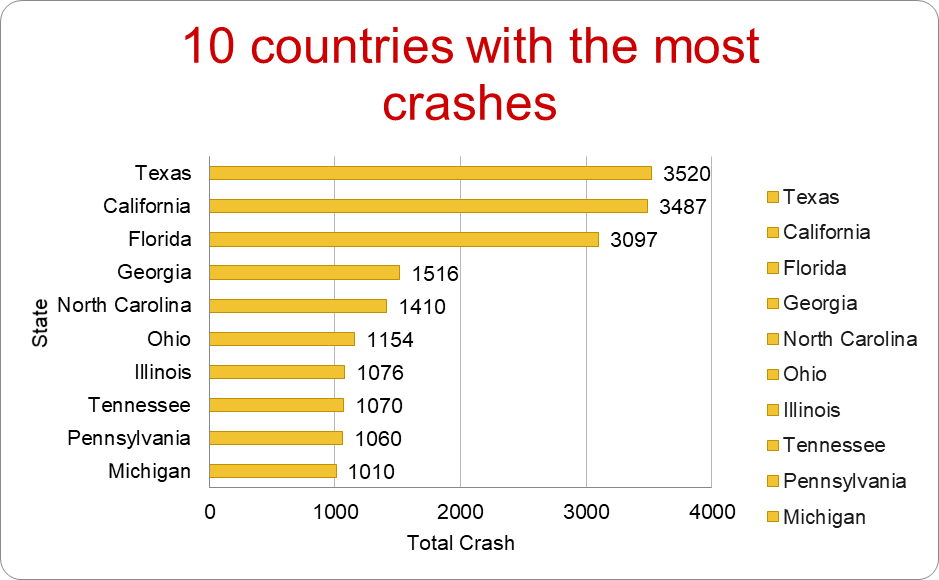 10 countries with the most
crashes
Texas 3520
California 3487
Florida 3097
Georgia 1516
North Carolina 1410
Ohio 1154
Illinois 1076
Tennessee 1070
Pennsylvania 1060
Michigan 1010
State
0 1000 2000 3000 4000
Total Crash
Texas
California
Florida
Georgia
North Carolina
Ohio
Illinois
Tennessee
Pennsylvania
Michigan